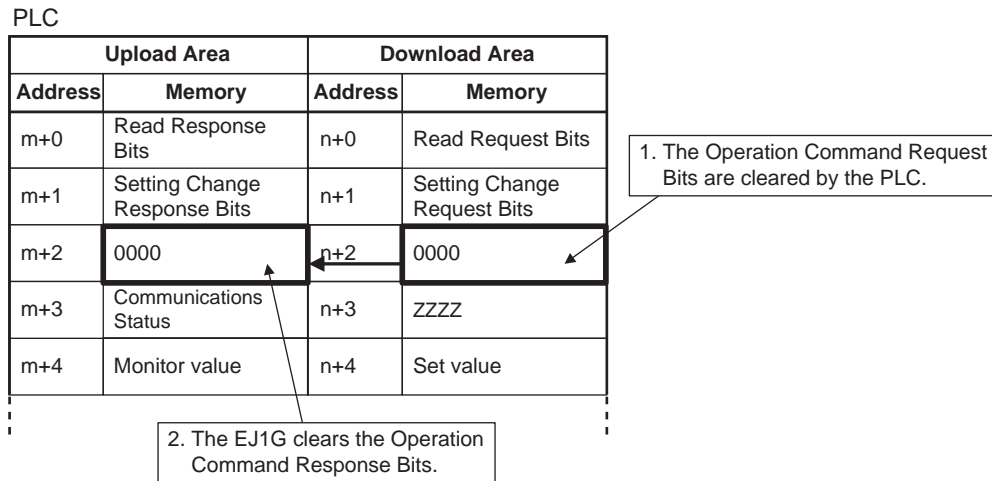 PLC
Upload Area Download Area
Address Memory Address Memory
m+0 Read Response Bits n+0 Read Request Bits
m+1 Setting Change Response Bits n+1 Setting Change Request Bits
m+2 0000 n+2 0000
m+3 Communications Status n+3 ZZZZ
m+4 Monitor value n+4 Set value
1. The Operation Command Request
Bits are cleared by the PLC.
2. The EJ1G clears the Operation
Command Response Bits.